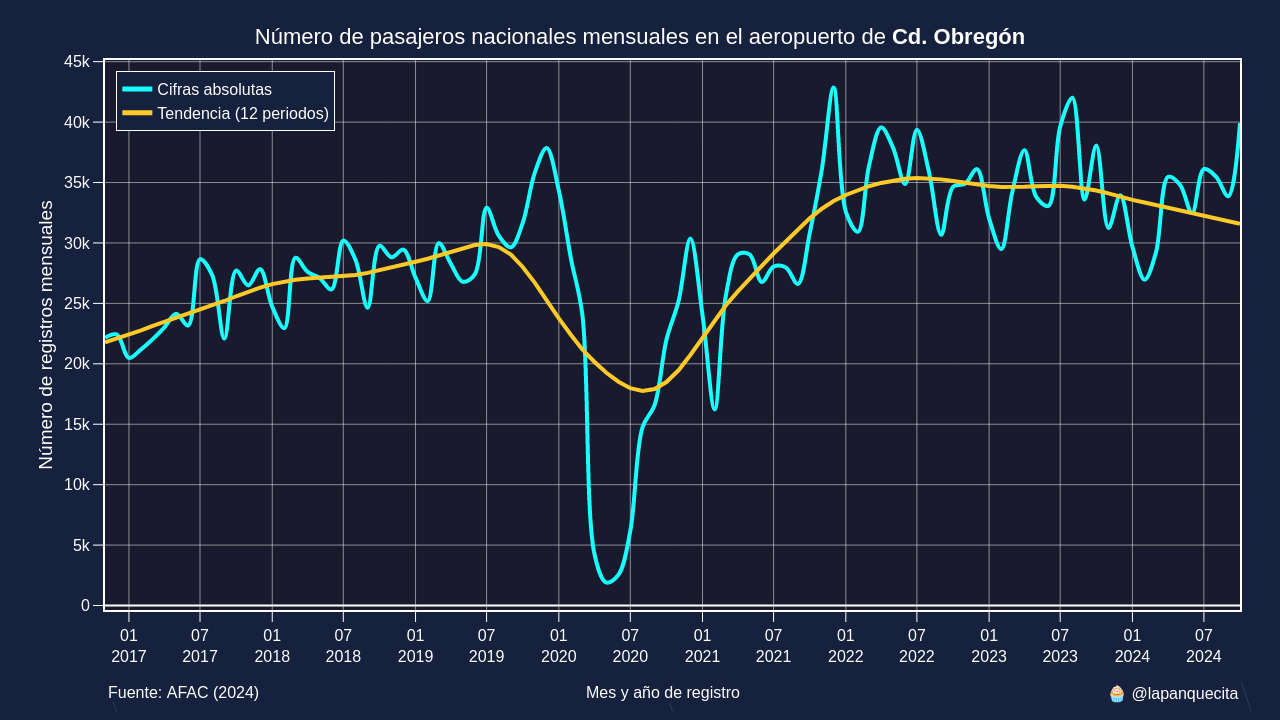 Número de pasajeros nacionales mensuales en el aeropuerto de Cd. Obregón
Cifras absolutas
Tendencia (12 periodos)
Número de registros mensuales
45k
40k
35k
30k
25k
20k
15k
10k
5k
0
01 07 01 07 01 07 01 07 01 07 01 07 01 07 01 07
2017 2017 2018 2018 2019 2019 2020 2020 2021 2021 2022 2022 2023 2023 2024 2024
Fuente: AFAC (2024)
Mes y año de registro
🧁 @lapanquecita